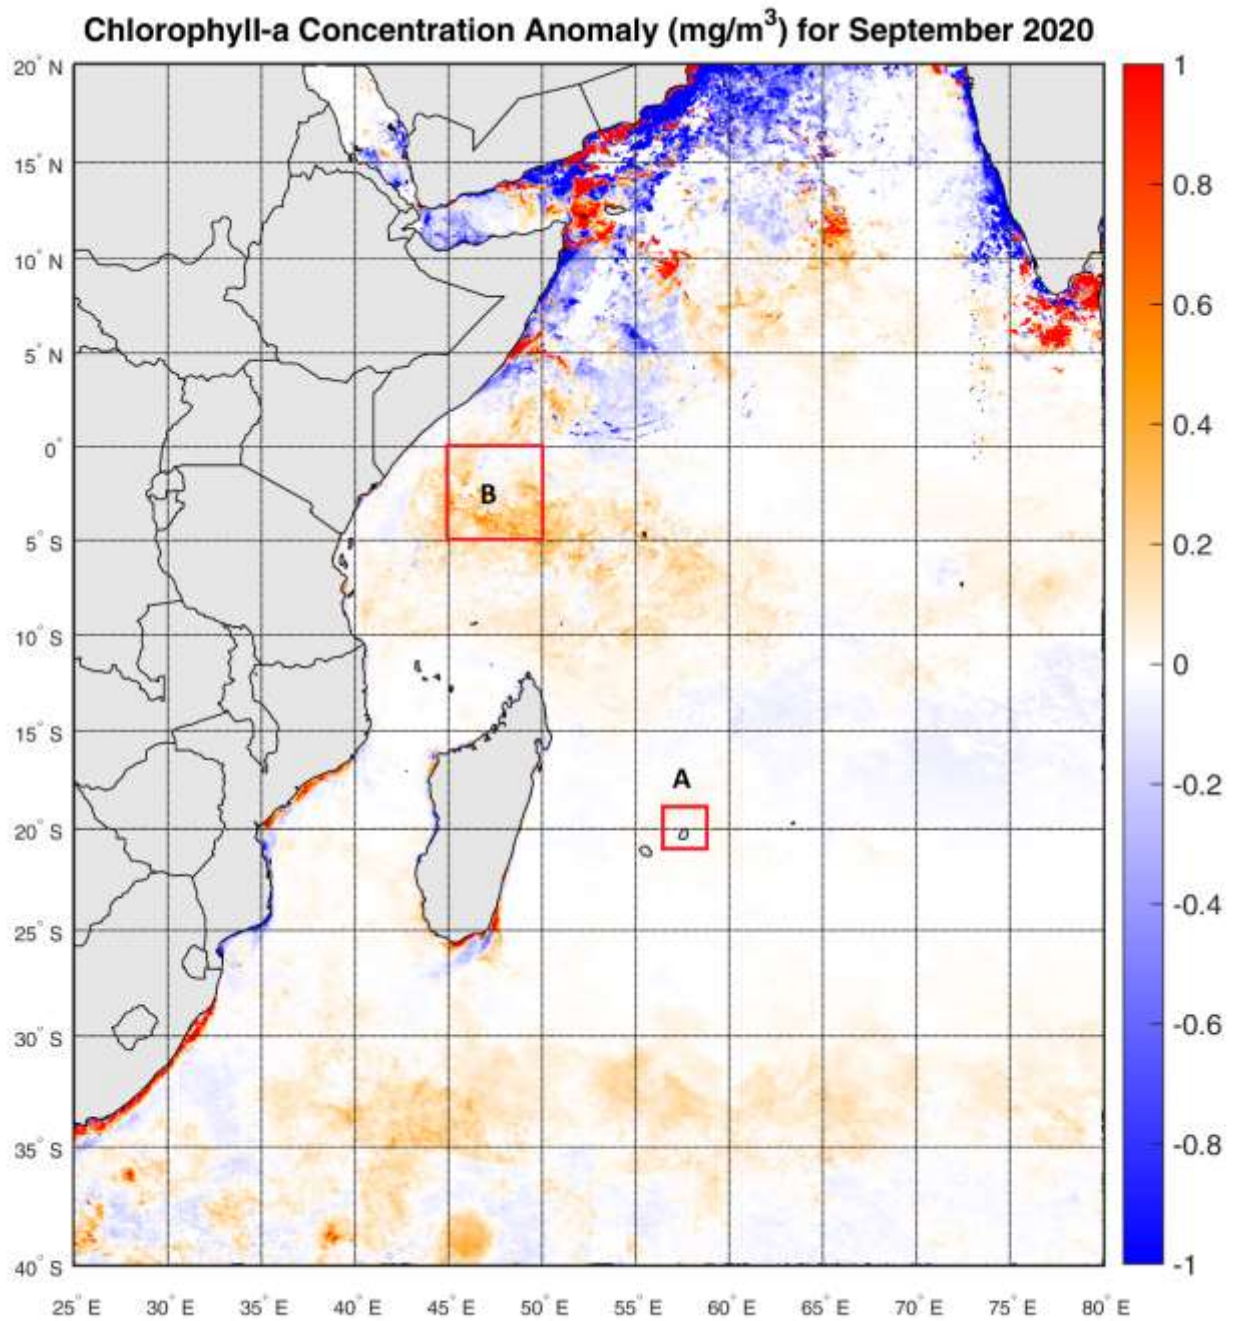 Chlorophyll-a Concentration Anomaly (mg/m³) for September 2020
20° N
15° N
10° N
5° N
0°
5° S
10° S
15° S
20° S
25° S
30° S
35° S
40° S
B
A
25° E 30° E 35° E 40° E 45° E 50° E 55° E 60° E 65° E 70° E 75° E 80° E
1
0.8
0.6
0.4
0.2
0
-0.2
-0.4
-0.6
-0.8
-1